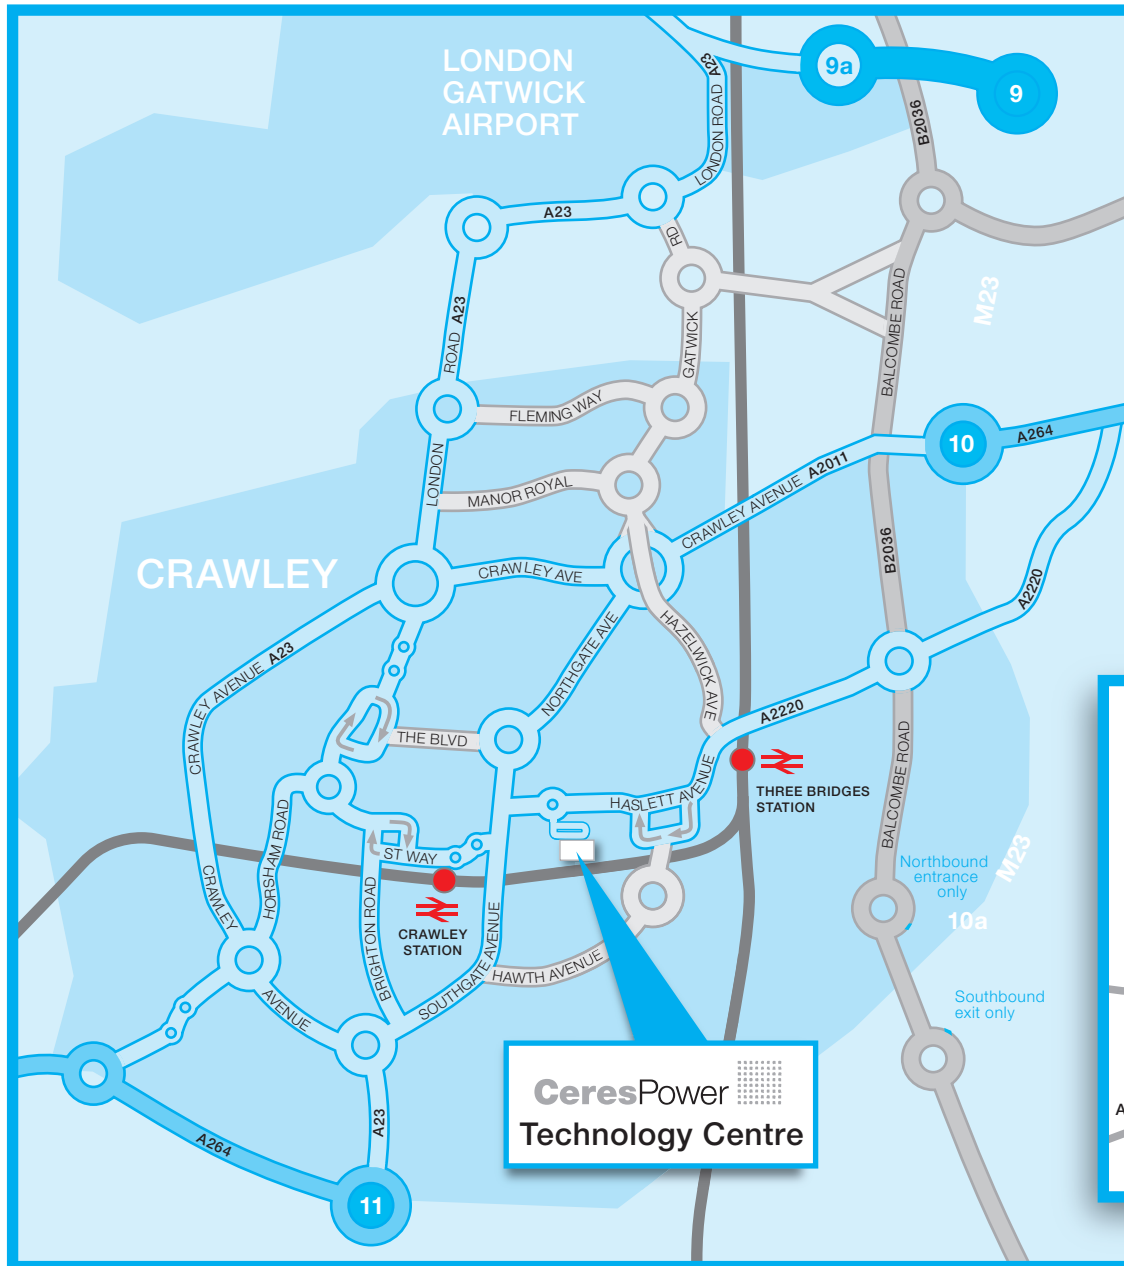 LONDON
GATWICK
AIRPORT
A23
9a
9
LONDON ROAD
B2036
A23
RD
A23
ROAD
GATWICK
BALCOMBE ROAD
M23
FLEMING WAY
LONDON
MANOR ROYAL
CRAWLEY AVENUE A2011
10
A264
CRAWLEY
CRAWLEY AVE
B2036
A2220
HAZELWICK AVE
NORTHGATE AVE
CRAWLEY AVENUE A23
A2220
THE BLVD
BALCOMBE ROAD
HASLETT AVENUE
THREE BRIDGES
STATION
HORSHAM ROAD
ST WAY
CRAWLEY
BRIGHTON ROAD
CRAWLEY
STATION
SOUTHGATE AVENUE
HAWTH AVENUE
Northbound
entrance
only
M23
10a
AVENUE
Southbound
exit only
CeresPower
Technology Centre
A23
A264
11
A